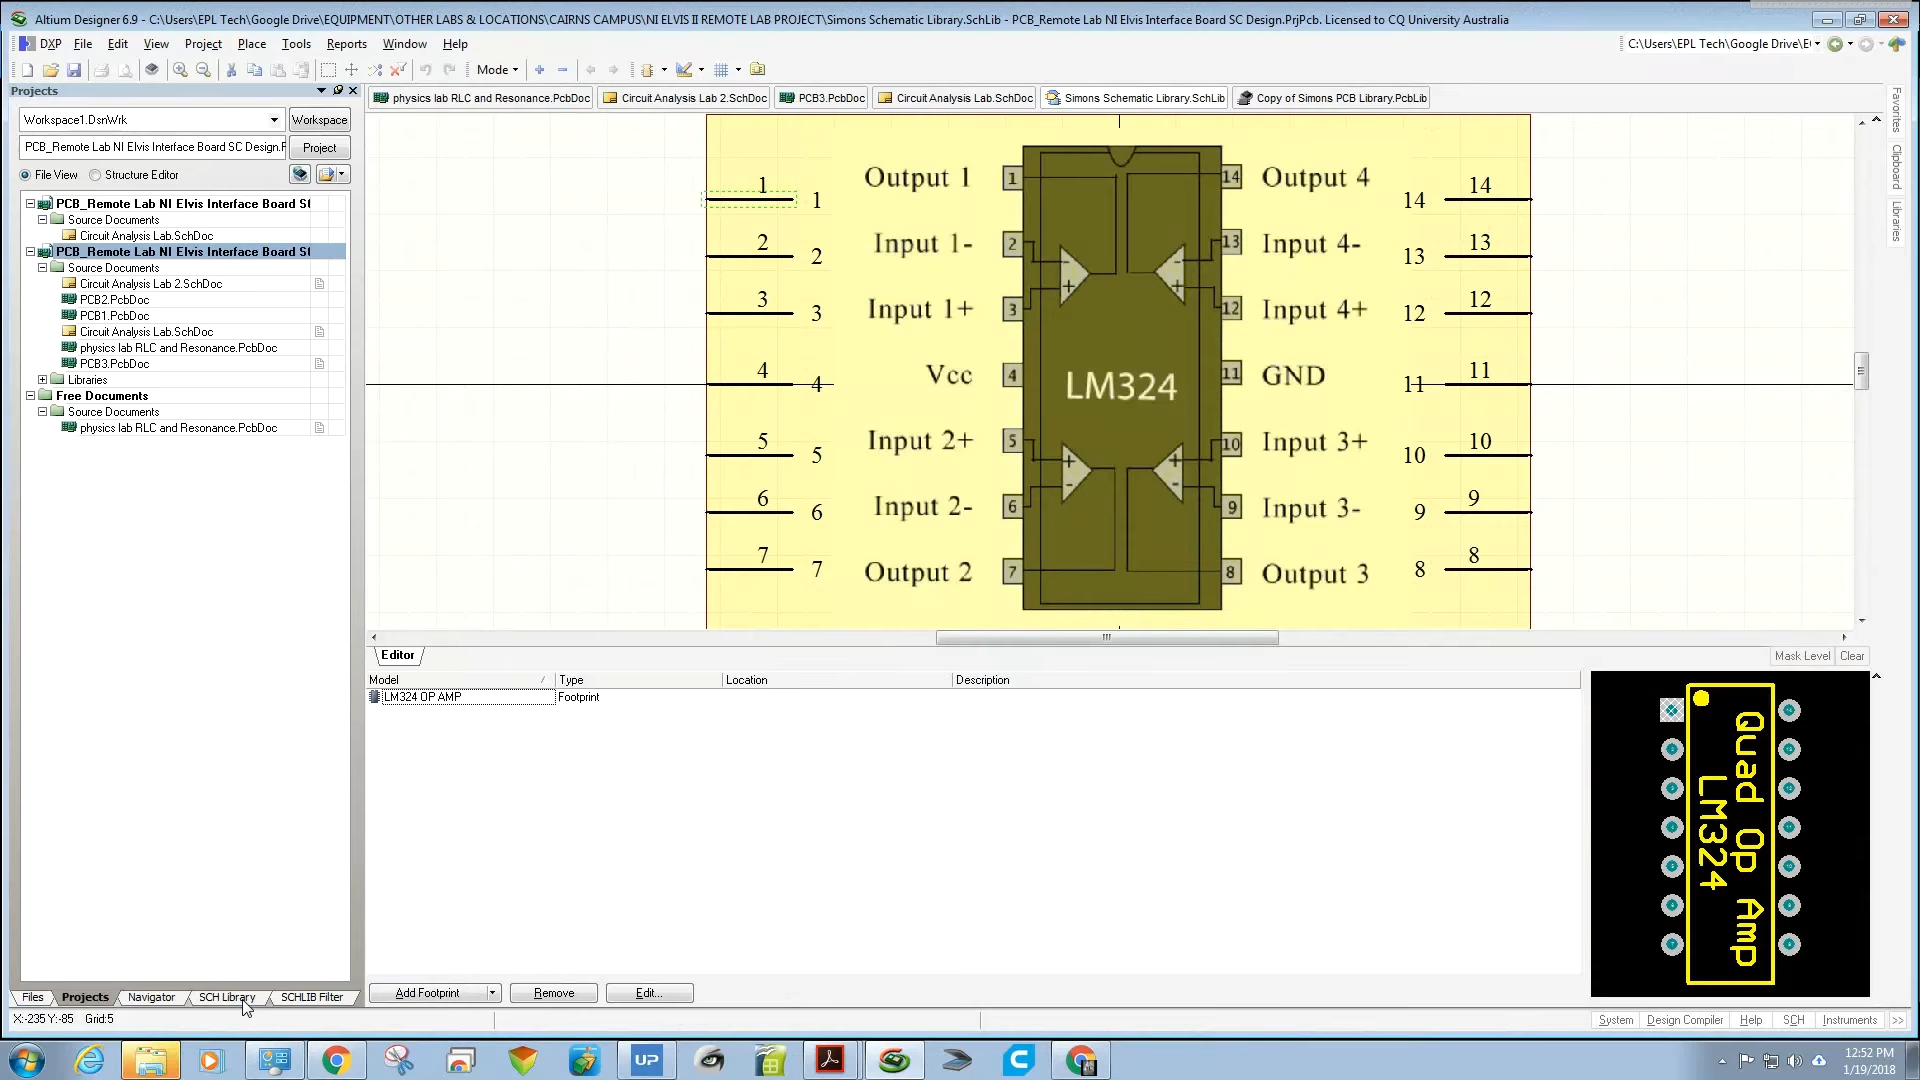 Altium Designer 6.9 - C:\Users\EPL Tech\Google Drive\EQUIPMENT\OTHER LABS & LOCATIONS\CAIRNS CAMPUS\NI ELVIS II REMOTE LAB PROJECT\Simons Schematic Library.SchLib - PCB_Remote Lab NI Elvis Interface Board SC Design.PrjPcb. Licensed to CQ University Australia
DXP File Edit View Project Place Tools Reports Window Help
C:\Users\EPL Tech\Google Drive\E
Mode
Projects
physics lab RLC and Resonance.PcbDoc Circuit Analysis Lab 2.SchDoc PCB3.PcbDoc Circuit Analysis Lab.SchDoc Simons Schematic Library.SchLib Copy of Simons PCB Library.PcbLib
Workspace1.DsnWrk Workspace
PCB_Remote Lab NI Elvis Interface Board SC Design.F Project
File View Structure Editor
PCB_Remote Lab NI Elvis Interface Board S
Source Documents
Circuit Analysis Lab.SchDoc
PCB_Remote Lab NI Elvis Interface Board S
Source Documents
Circuit Analysis Lab 2.SchDoc
PCB2.PcbDoc
PCB1.PcbDoc
Circuit Analysis Lab.SchDoc
physics lab RLC and Resonance.PcbDoc
PCB3.PcbDoc
Libraries
Free Documents
Source Documents
physics lab RLC and Resonance.PcbDoc
1 1 Output 1 1 14 Output 4 14 14
2 2 Input 1- 2 13 Input 4- 13 13
3 3 Input 1+ 3 12 Input 4+ 12 12
4 4 Vcc 4 11 GND 11 11
LM324
5 5 Input 2+ 5 10 Input 3+ 10 10
6 6 Input 2- 6 9 Input 3- 9 9
7 7 Output 2 7 8 Output 3 8 8
Favorites
Clipboard
Libraries
Editor Mask Level Clear
Model Type Location Description
LM324 OP AMP Footprint
Quad Op Amp
LM324
Add Footprint Remove Edit...
Files Projects Navigator SCH Library SCHLIB Filter
X:-235 Y:-85 Grid:5
System Design Compiler Help SCH Instruments >>
UP
12:52 PM
1/19/2018